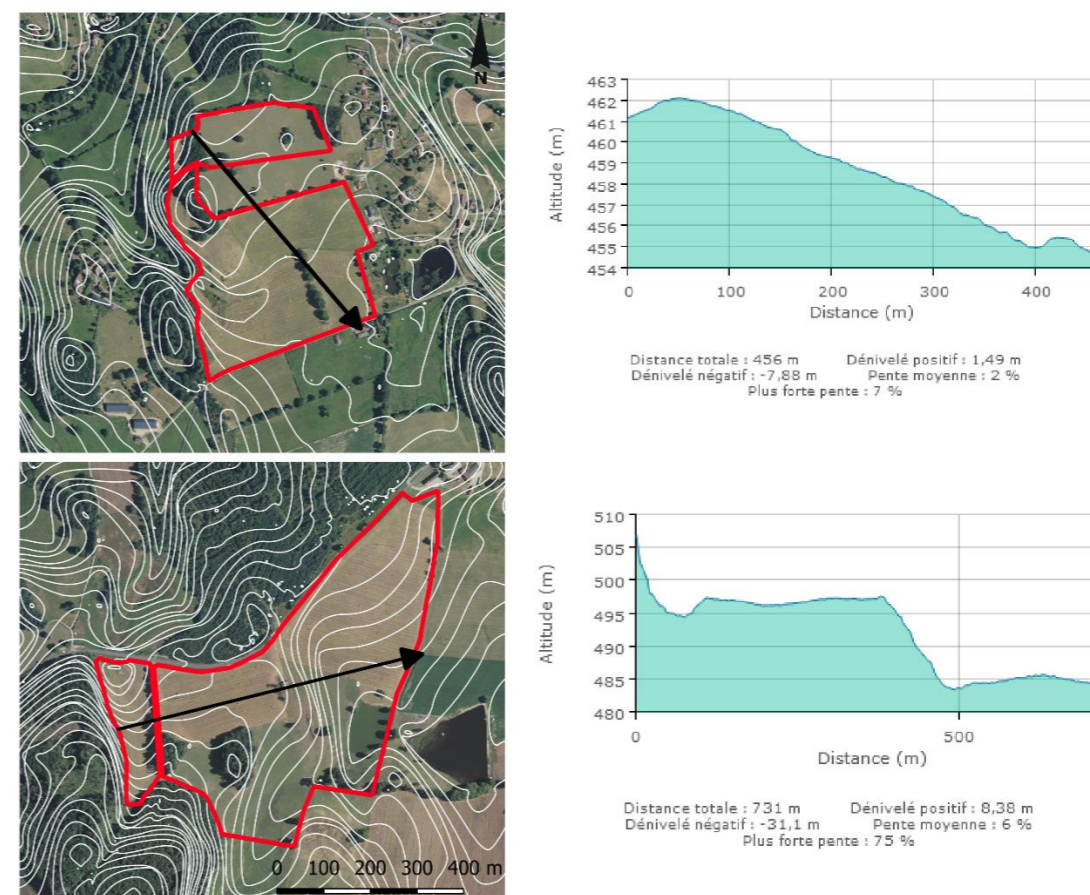 N
463
462
461
460
459
458
457
456
455
454
Altitude (m)
0 100 200 300 400
Distance (m)
Distance totale : 456 m Dénivelé positif : 1,49 m
Dénivelé négatif : -7,88 m Pente moyenne : 2 %
Plus forte pente : 7 %
0 100 200 300 400 m
510
505
500
495
490
485
480
Altitude (m)
0 500
Distance (m)
Distance totale : 731 m Dénivelé positif : 8,38 m
Dénivelé négatif : -31,1 m Pente moyenne : 6 %
Plus forte pente : 75 %